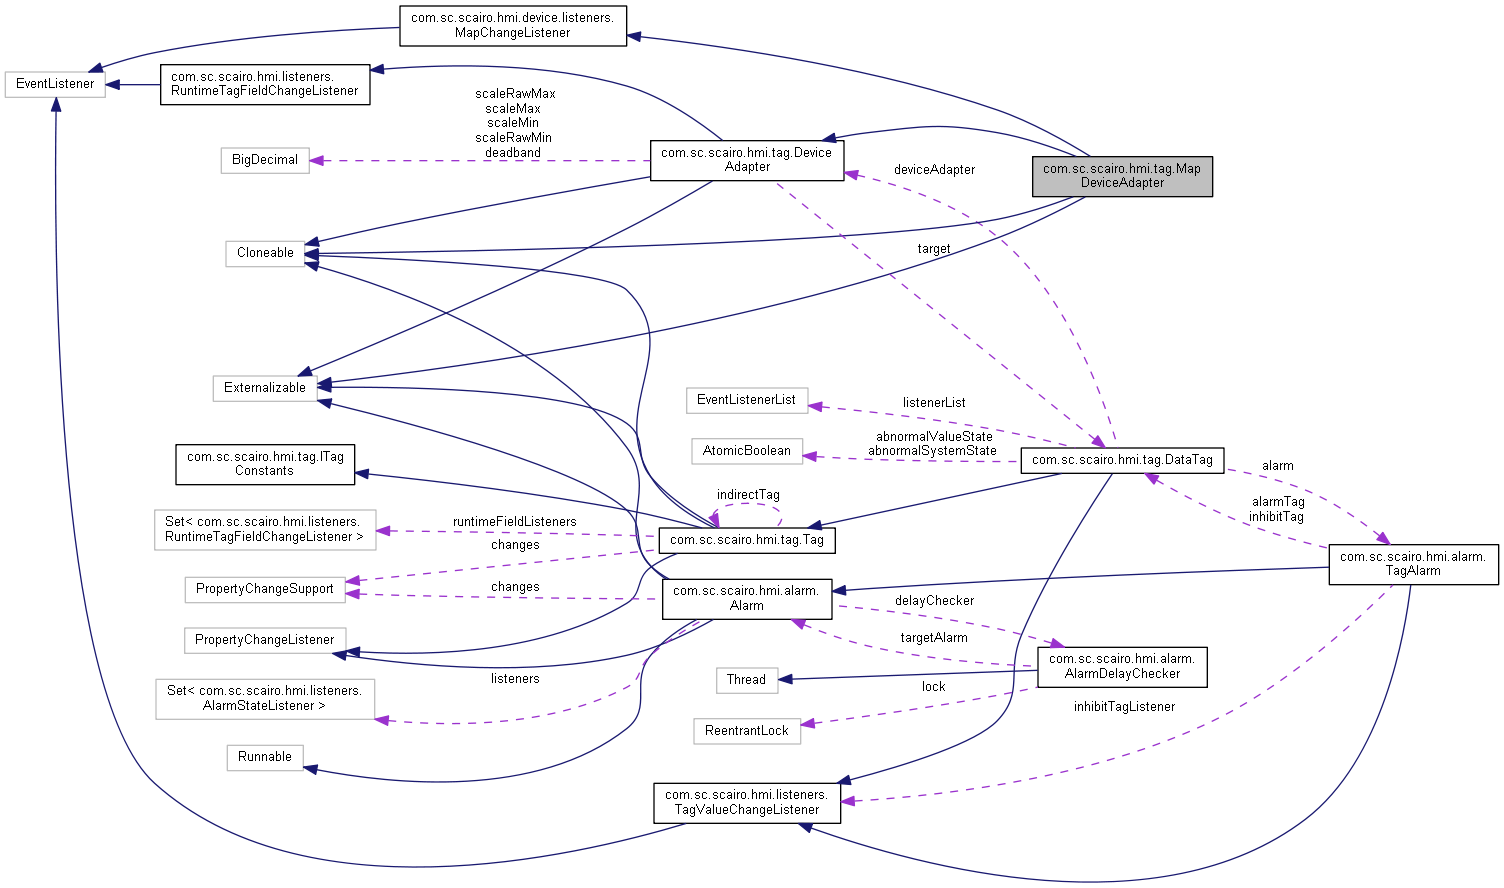 com.sc.scairo.hmi.device.listeners.
MapChangeListener
EventListener
com.sc.scairo.hmi.listeners.
RuntimeTagFieldChangeListener
scaleRawMax
scaleMax
scaleMin
scaleRawMin
deadband
BigDecimal
com.sc.scairo.hmi.tag.Device
Adapter
deviceAdapter
com.sc.scairo.hmi.tag.Map
DeviceAdapter
Cloneable
target
Externalizable
EventListenerList
listenerList
com.sc.scairo.hmi.tag.ITag
Constants
AtomicBoolean
abnormalValueState
abnormalSystemState
com.sc.scairo.hmi.tag.DataTag
alarm
indirectTag
alarmTag
inhibitTag
Set< com.sc.scairo.hmi.listeners.
RuntimeTagFieldChangeListener >
runtimeFieldListeners
com.sc.scairo.hmi.tag.Tag
changes
com.sc.scairo.hmi.alarm.
TagAlarm
PropertyChangeSupport
changes
com.sc.scairo.hmi.alarm.
Alarm
delayChecker
PropertyChangeListener
targetAlarm
com.sc.scairo.hmi.alarm.
AlarmDelayChecker
Set< com.sc.scairo.hmi.listeners.
AlarmStateListener >
listeners
Thread
lock
inhibitTagListener
ReentrantLock
Runnable
com.sc.scairo.hmi.listeners.
TagValueChangeListener